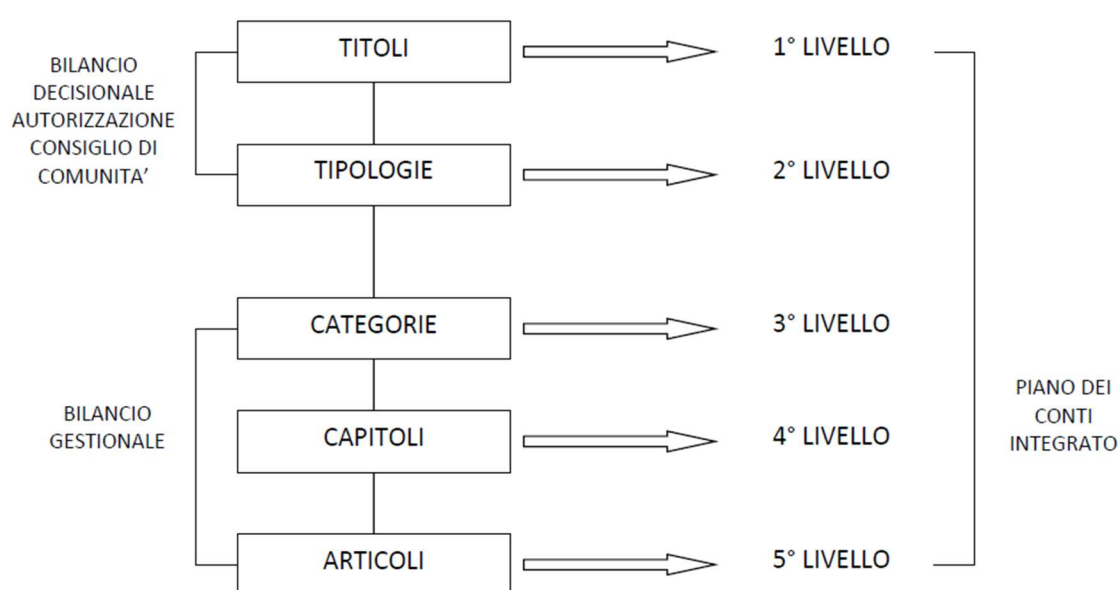 BILANCIO
DECISIONALE
AUTORIZZAZIONE
CONSIGLIO DI
COMUNITA’
TITOLI
1° LIVELLO
TIPOLOGIE
2° LIVELLO
CATEGORIE
3° LIVELLO
BILANCIO
GESTIONALE
CAPITOLI
4° LIVELLO
ARTICOLI
5° LIVELLO
PIANO DEI
CONTI
INTEGRATO